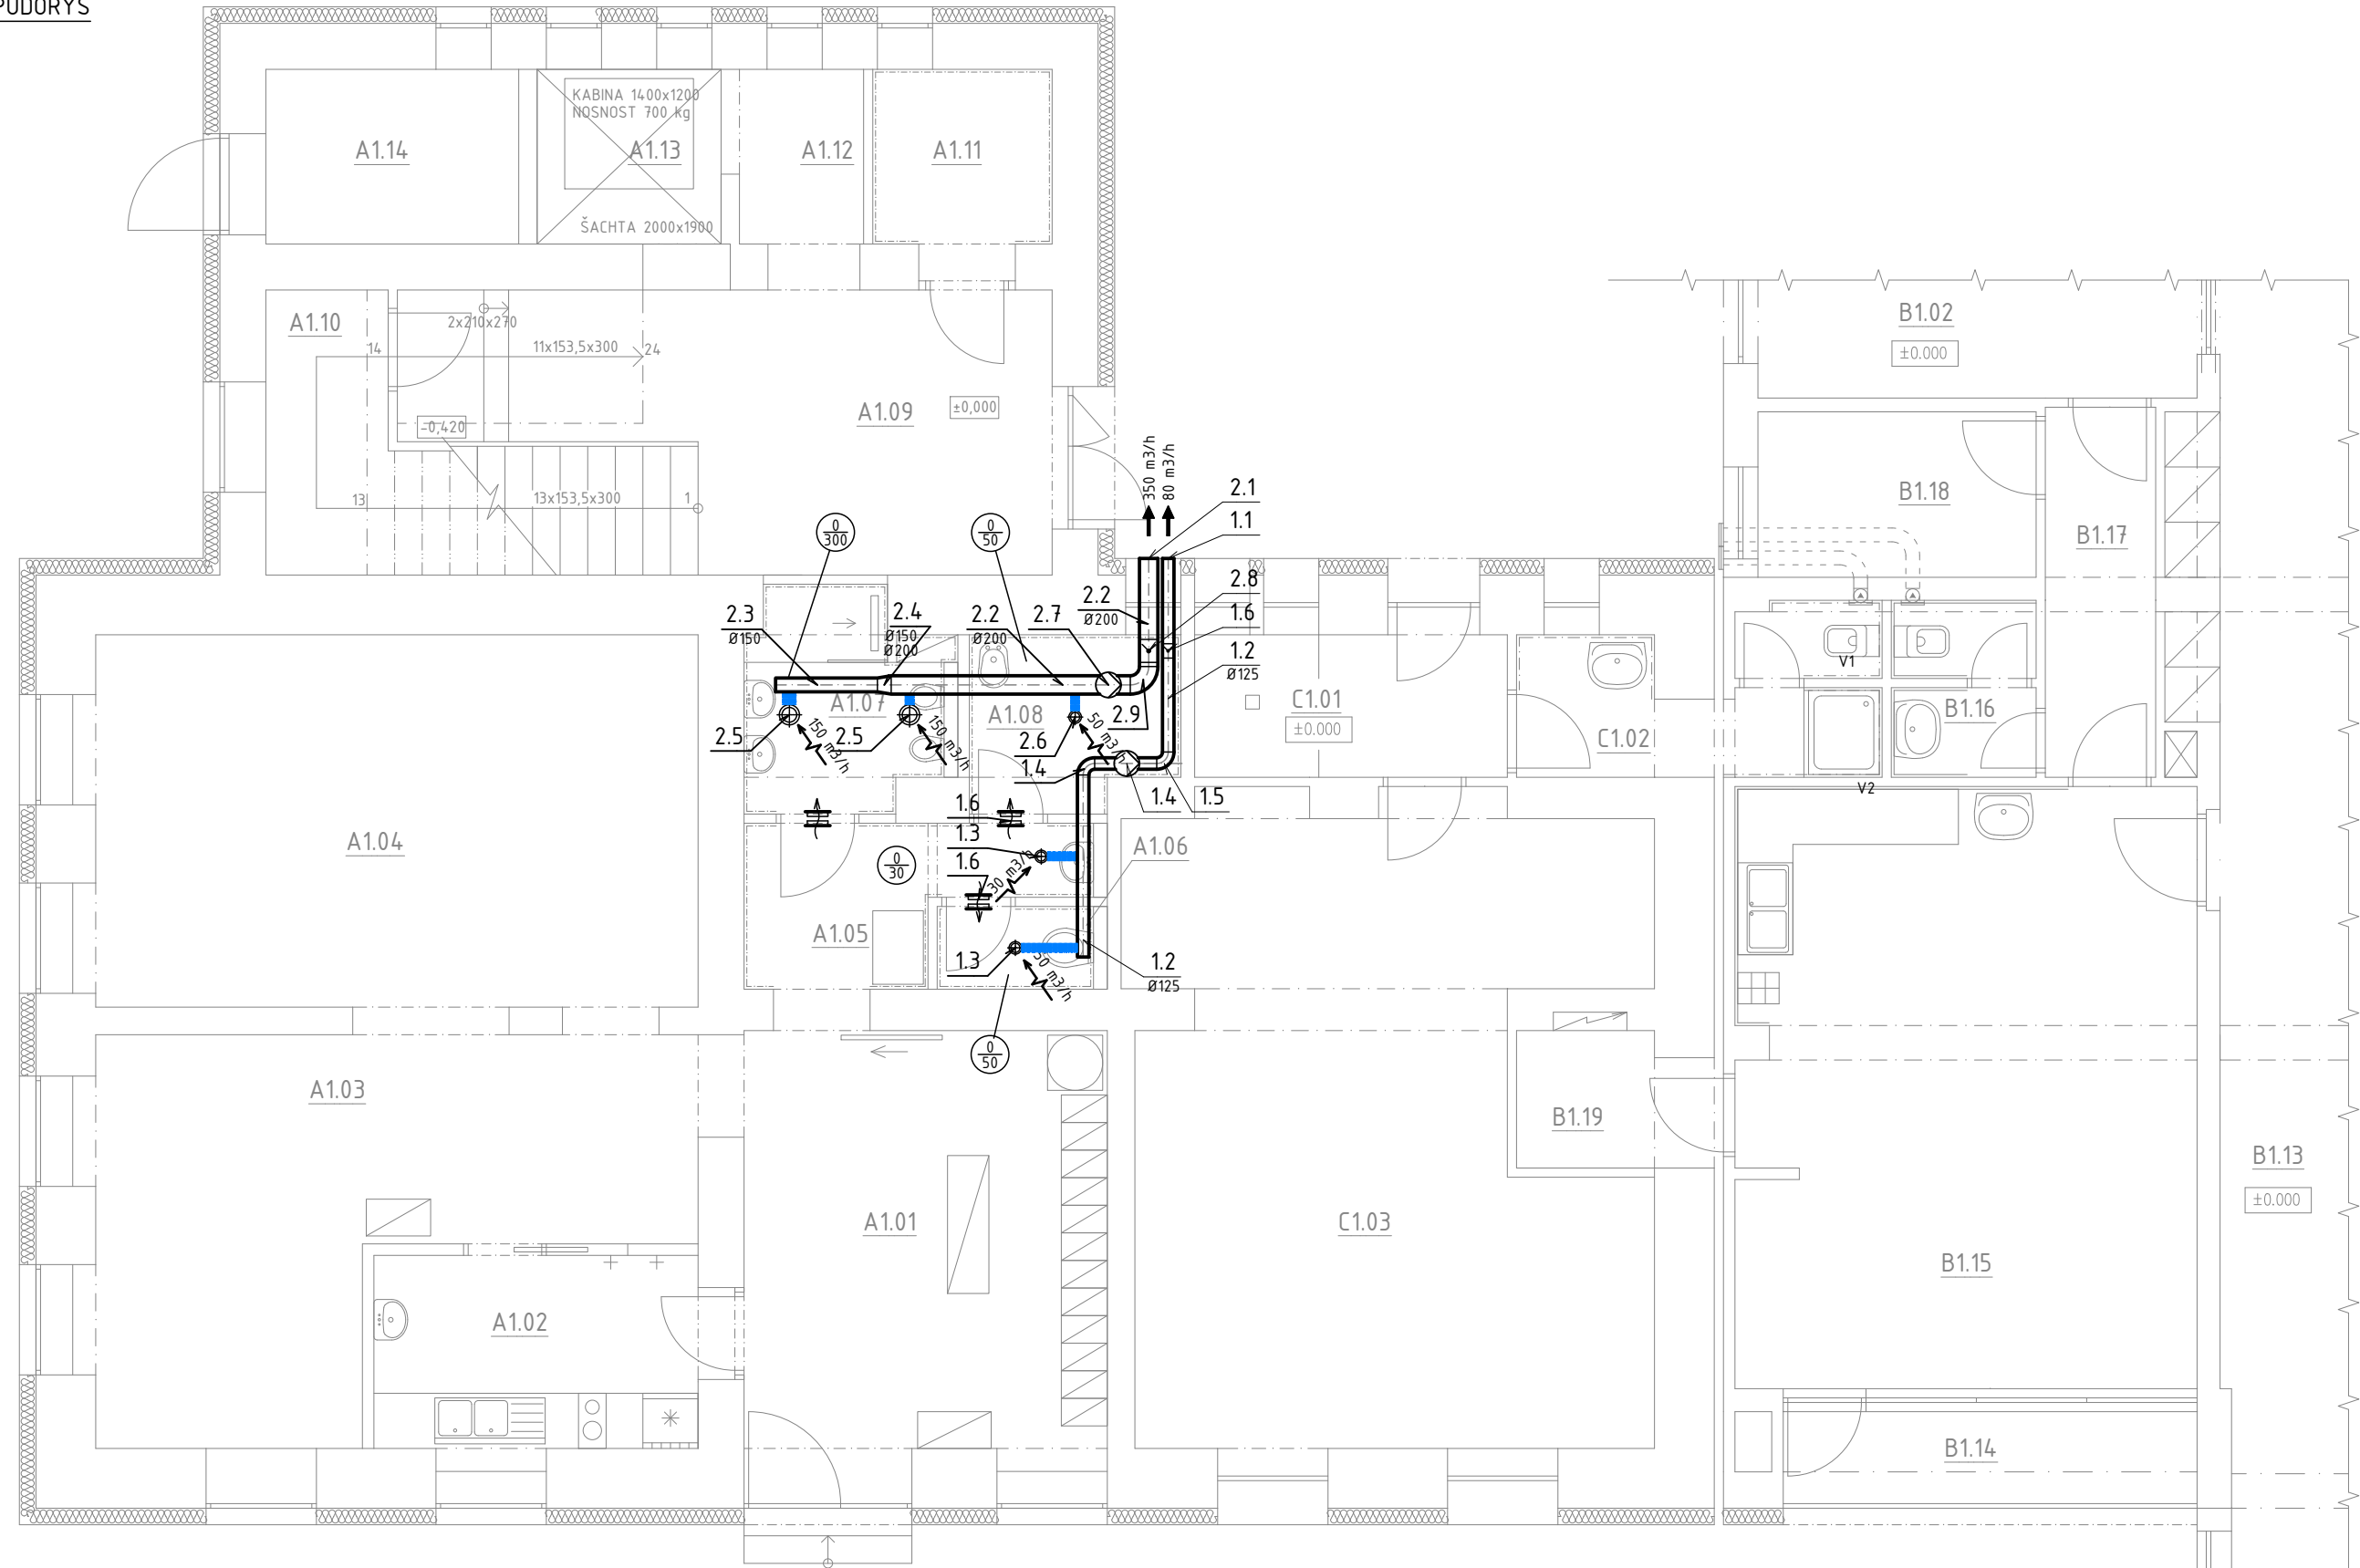 PŮDORYS
KABINA 1400x1200
NOSNOST 700 kg
A1.14
A1.13
A1.12
A1.11
ŠACHTA 2000x1900
A1.10
2x210x270
14
11x153,5x300
24
A1.09
±0,000
-0,420
13
13x153,5x300
1
B1.02
±0.000
B1.18
B1.17
350 m3/h
80 m3/h
2.1
1.1
0
300
0
50
2.8
1.6
2.3
Ø150
2.4
Ø150
Ø200
2.2
Ø200
2.7
2.2
Ø200
1.2
Ø125
V1
A1.07
A1.08
C1.01
±0.000
C1.02
B1.16
2.5
150 m3/h
2.5
150 m3/h
2.6
50 m3/h
2.9
1.4
1.4
1.5
V2
A1.04
1.6
1.3
1.6
0
30
30 m3/h
A1.06
A1.05
1.3
50 m3/h
1.2
Ø125
0
50
A1.03
B1.19
B1.13
±0.000
A1.01
C1.03
B1.15
A1.02
B1.14